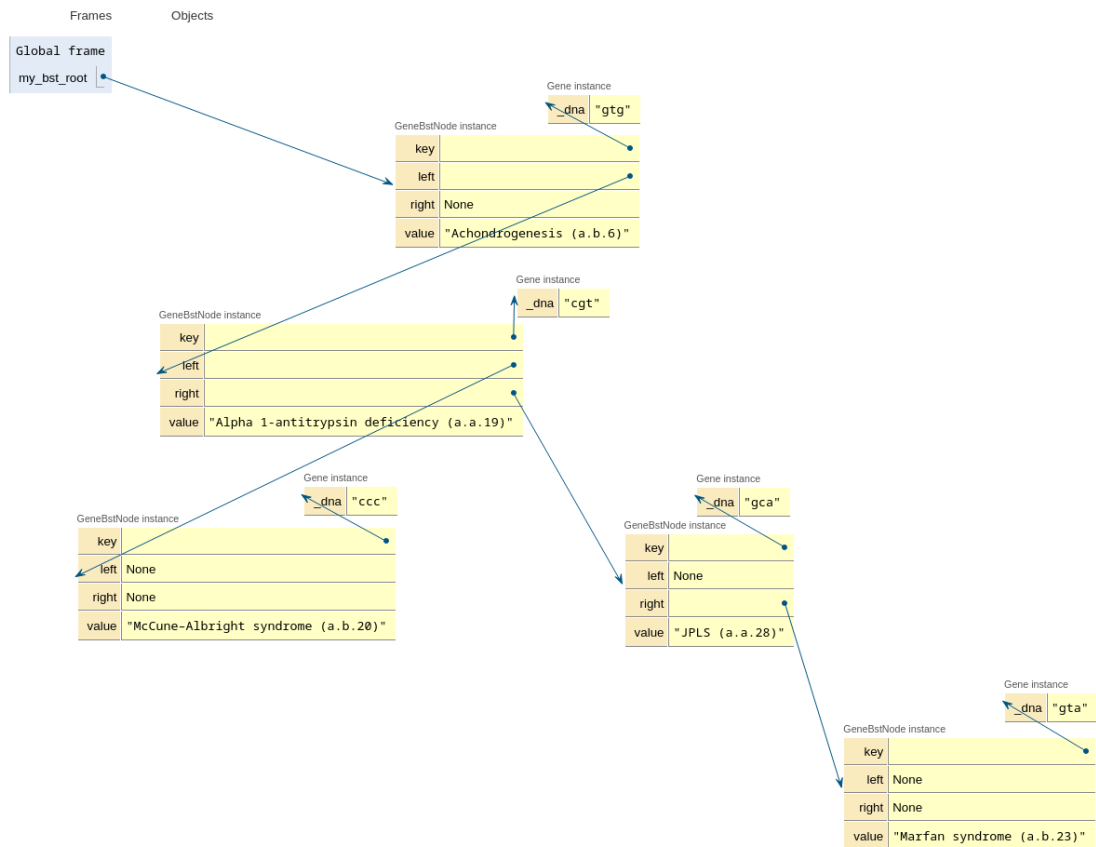 Frames Objects
Global frame
my_bst_root
Gene instance
_dna "gtg"
GeneBstNode instance
key
left
right None
value "Achondrogenesis (a.b.6)"
Gene instance
_dna "cgt"
GeneBstNode instance
key
left
right
value "Alpha 1-antitrypsin deficiency (a.a.19)"
Gene instance
_dna "ccc"
GeneBstNode instance
key
left None
right None
value "McCune–Albright syndrome (a.b.20)"
Gene instance
_dna "gca"
GeneBstNode instance
key
left None
right
value "JPLS (a.a.28)"
Gene instance
_dna "gta"
GeneBstNode instance
key
left None
right None
value "Marfan syndrome (a.b.23)"